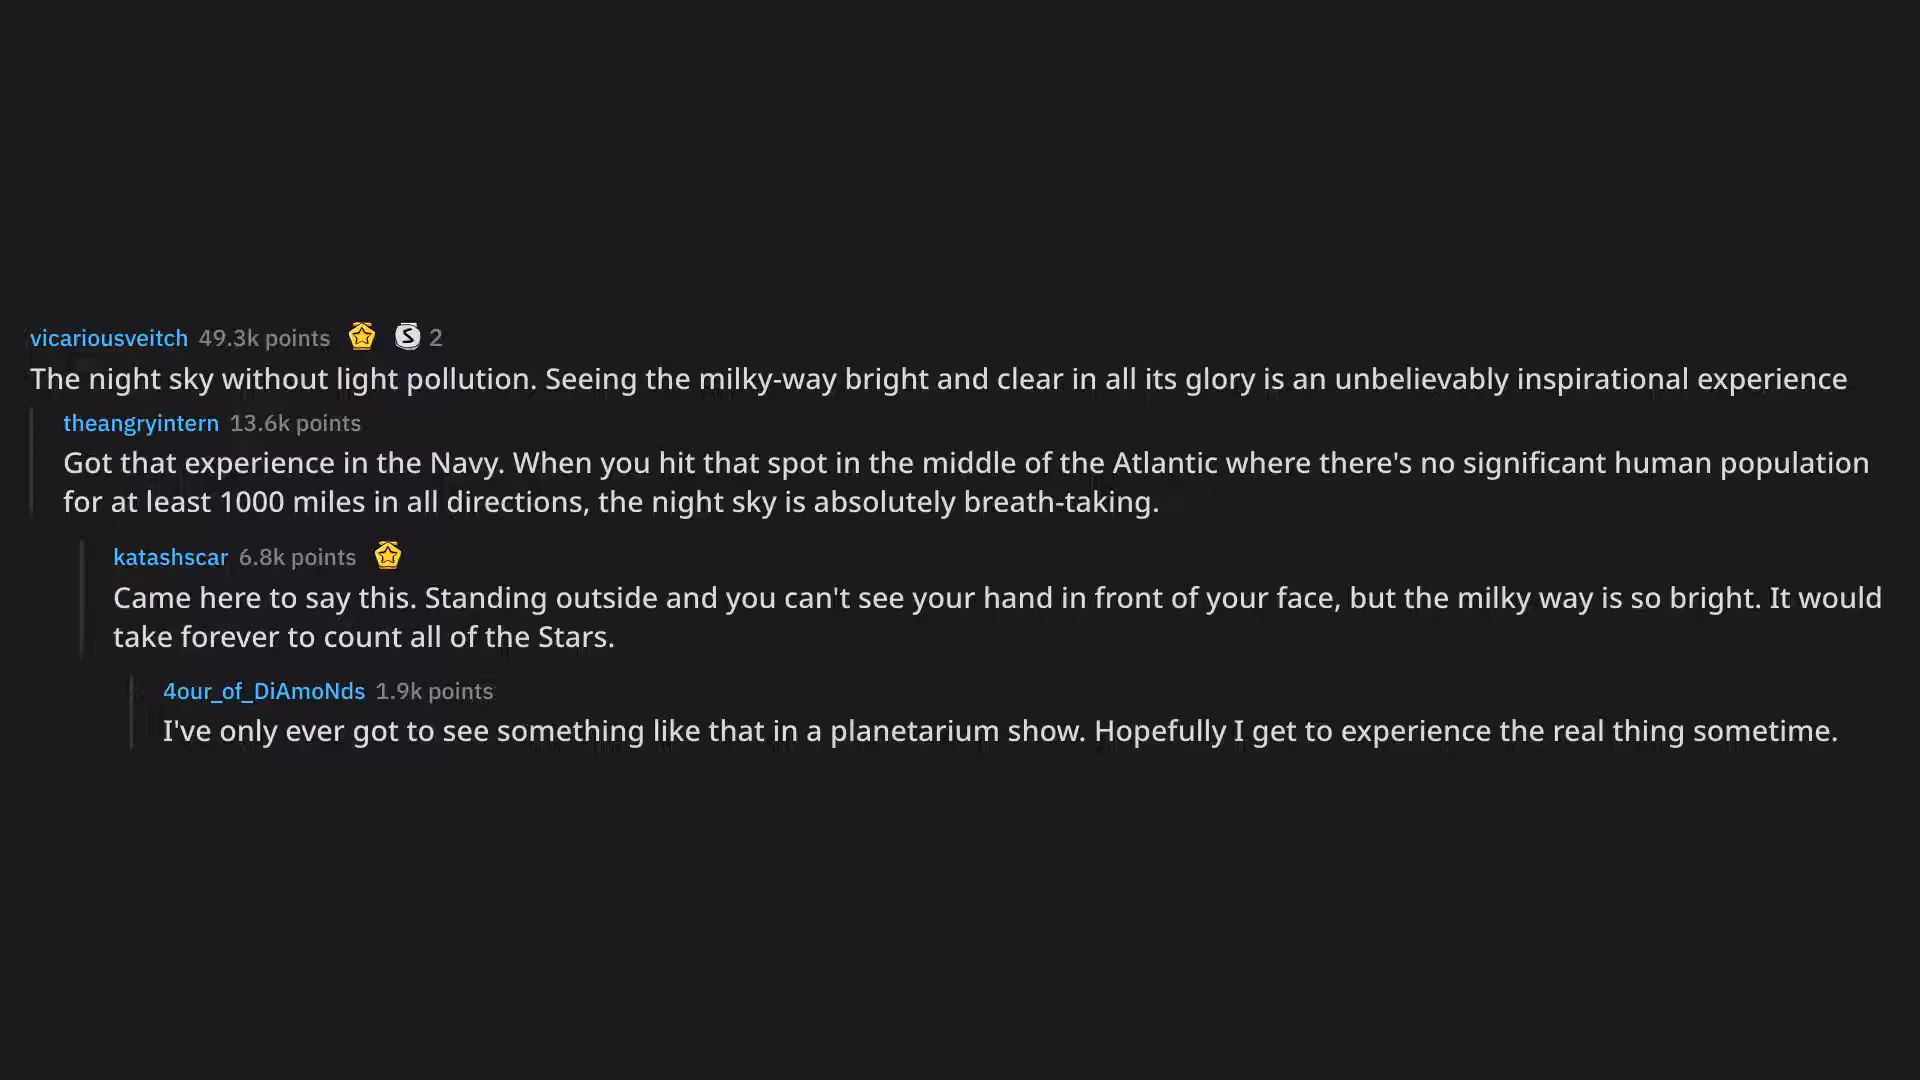 vicariousveitch 49.3k points S 2
The night sky without light pollution. Seeing the milky-way bright and clear in all its glory is an unbelievably inspirational experience
theangryintern 13.6k points
Got that experience in the Navy. When you hit that spot in the middle of the Atlantic where there's no significant human population
for at least 1000 miles in all directions, the night sky is absolutely breath-taking.
katashscar 6.8k points
Came here to say this. Standing outside and you can't see your hand in front of your face, but the milky way is so bright. It would
take forever to count all of the Stars.
4our_of_DiAmoNds 1.9k points
I've only ever got to see something like that in a planetarium show. Hopefully I get to experience the real thing sometime.